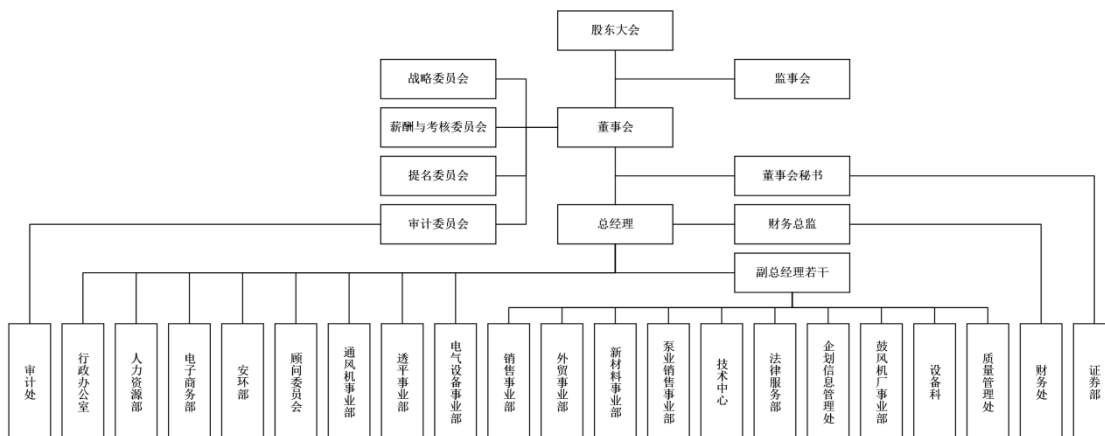 股东大会
战略委员会
监事会
薪酬与考核委员会
董事会
提名委员会
董事会秘书
审计委员会
总经理
财务总监
副总经理若干
审计处
行政办公室
人力资源部
电子商务部
安环部
顾问委员会
通风机事业部
透平事业部
电气设备事业部
销售事业部
外贸事业部
新材料事业部
泵业销售事业部
技术中心
法律服务部
企划信息管理处
鼓风机厂事业部
设备科
质量管理处
财务处
证券部